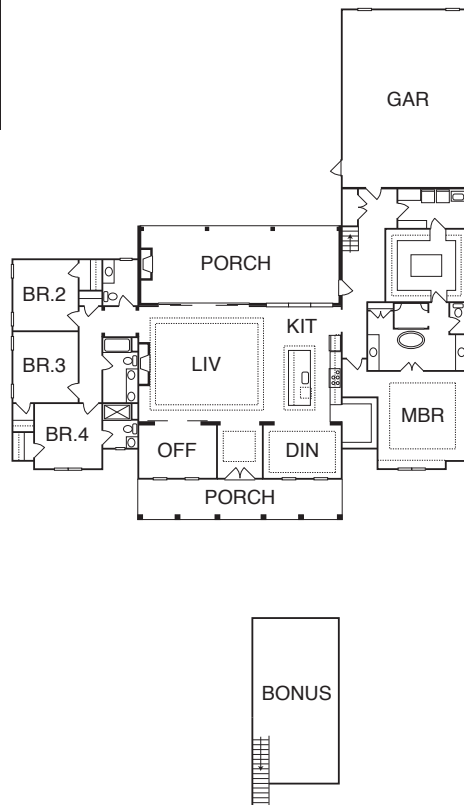 GAR
PORCH
BR.2
KIT
BR.3
LIV
MBR
BR.4
OFF
DIN
PORCH
BONUS